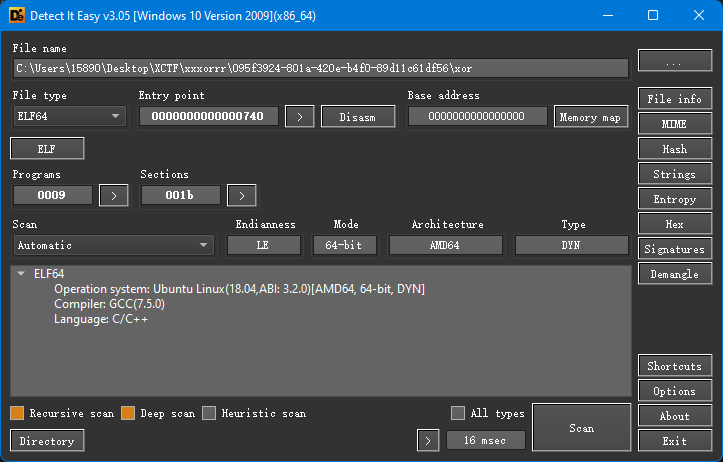 Detect It Easy v3.05 [Windows 10 Version 2009](x86_64)
File name
C:\Users\15890\Desktop\XCTF\xxxorrr\095f3924-801a-420e-b4f0-89d11c61df56\xor
...
File type Entry point Base address
ELF64 0000000000000740 > Disasm 0000000000000000 Memory map
File info
MIME
ELF
Hash
Programs Sections
Strings
0009 > 001b >
Entropy
Scan Endianness Mode Architecture Type
Hex
Automatic LE 64-bit AMD64 DYN
Signatures
ELF64
Demangle
Operation system: Ubuntu Linux(18.04,ABI: 3.2.0)[AMD64, 64-bit, DYN]
Compiler: GCC(7.5.0)
Language: C/C++
Shortcuts
Options
Recursive scan Deep scan Heuristic scan All types
Scan
About
Directory > 16 msec
Exit